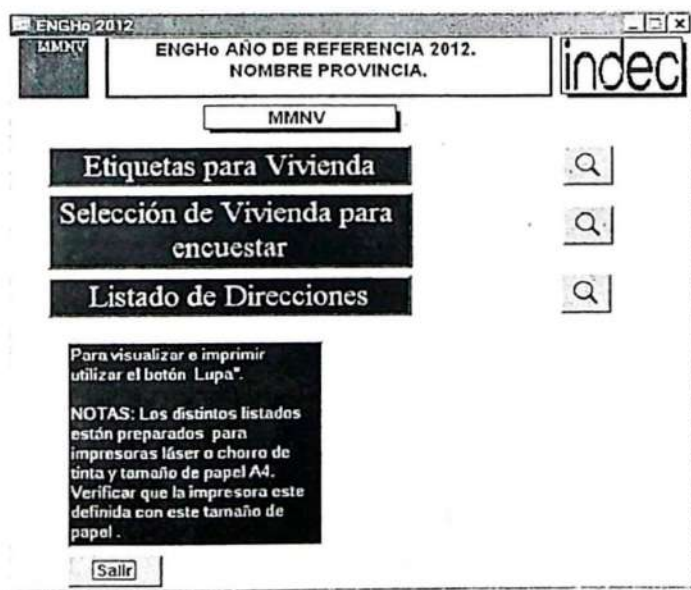 ENGHo 2012
MMNV
ENGHo AÑO DE REFERENCIA 2012.
NOMBRE PROVINCIA.
indec
MMNV
Etiquetas para Vivienda
Selección de Vivienda para
encuestar
Listado de Direcciones
Para visualizar e imprimir
utilizar el botón Lupa".
NOTAS: Los distintos listados
están preparados para
impresoras láser o chorro de
tinta y tamaño de papel A4.
Verificar que la impresora este
definida con este tamaño de
papel .
Salir